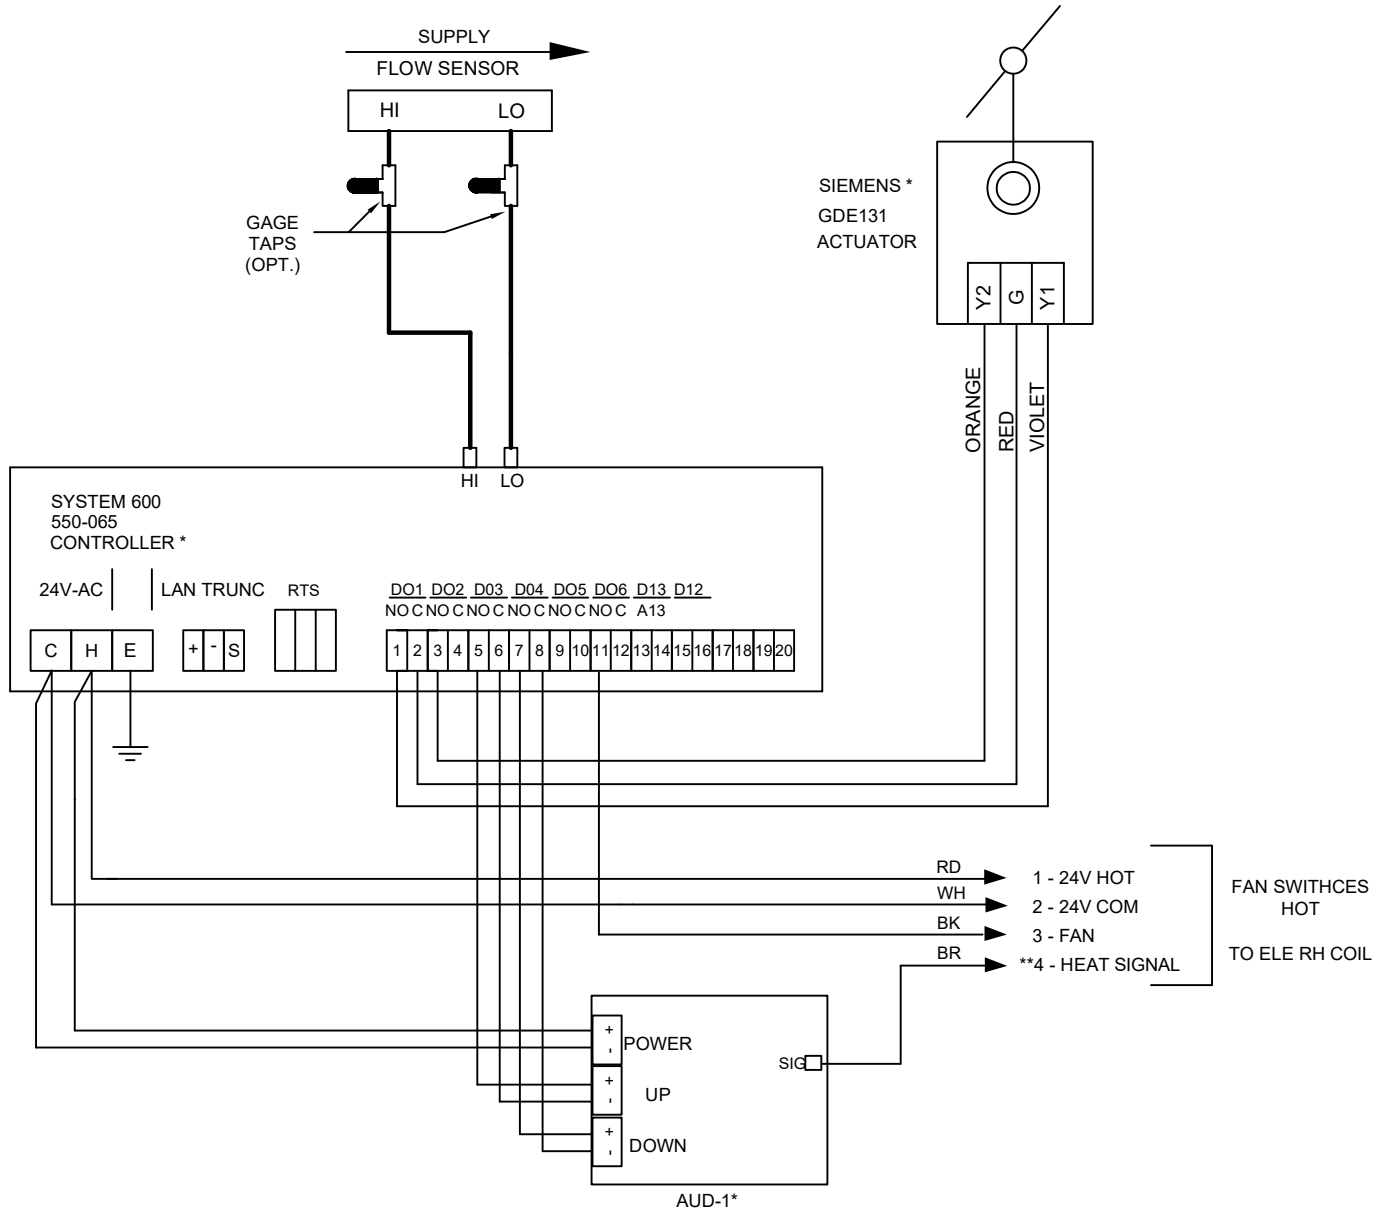 SUPPLY
FLOW SENSOR
HI LO
GAGE
TAPS
(OPT.)
SIEMENS *
GDE131
ACTUATOR
Y2 G Y1
ORANGE
RED
VIOLET
HI LO
SYSTEM 600
550-065
CONTROLLER *
24V-AC LAN TRUNC RTS
DO1 DO2 D03 D04 DO5 DO6 D13 D12
NO C NO C NO C NO C NO C NO C A13
C H E + - S
1 2 3 4 5 6 7 8 9 10 11 12 13 14 15 16 17 18 19 20
RD 1 - 24V HOT
WH 2 - 24V COM
BK 3 - FAN
BR **4 - HEAT SIGNAL
FAN SWITHCES
HOT
TO ELE RH COIL
+
-
POWER
SIG
+
-
UP
+
-
DOWN
AUD-1*